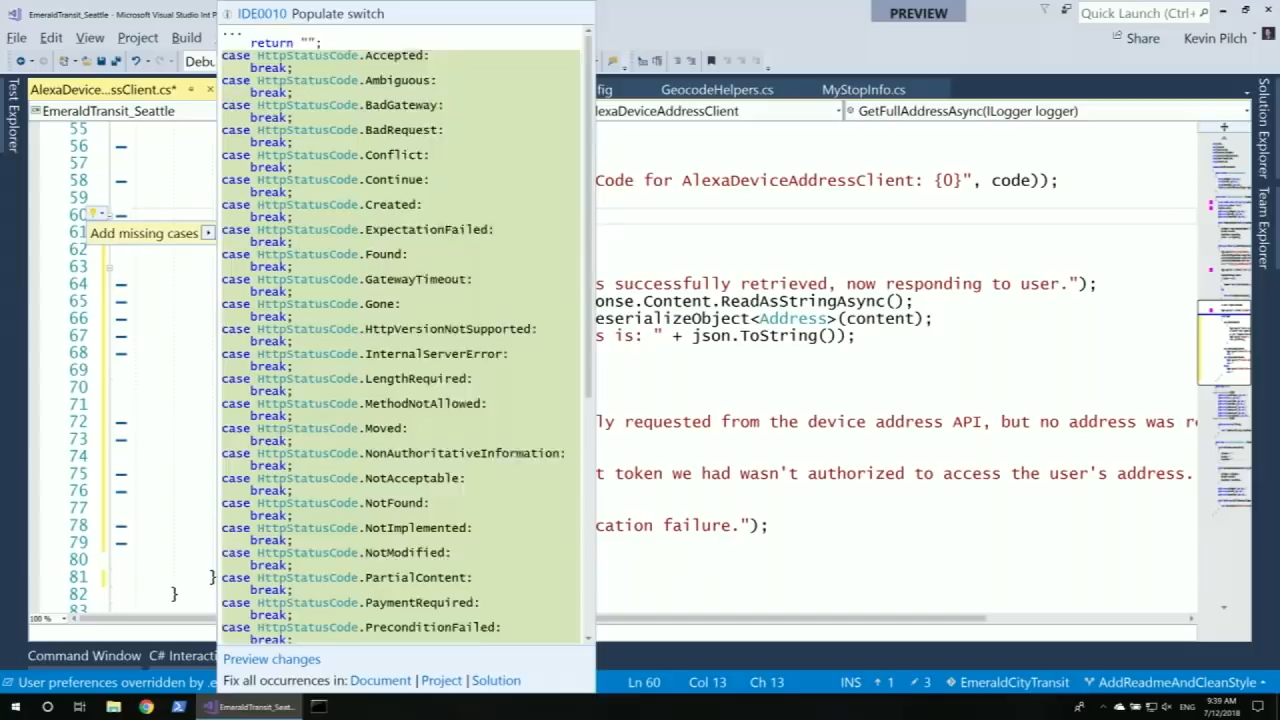 EmeraldTransit_Seattle - Microsoft Visual Studio Int P
IDE0010 Populate switch
PREVIEW
Quick Launch (Ctrl+
File Edit View Project Build
Share
Kevin Pilch
Debu
AlexaDevice...ssClient.cs*
fig
GeocodeHelpers.cs
MyStopInfo.cs
EmeraldTransit_Seattle
lexaDeviceAddressClient
GetFullAddressAsync(ILogger logger)
Test Explorer
Solution Explorer
Team Explorer
...
return "";
case HttpStatusCode.Accepted:
break;
case HttpStatusCode.Ambiguous:
break;
case HttpStatusCode.BadGateway:
break;
case HttpStatusCode.BadRequest:
break;
case HttpStatusCode.Conflict:
break;
case HttpStatusCode.Continue:
break;
case HttpStatusCode.Created:
break;
case HttpStatusCode.ExpectationFailed:
break;
case HttpStatusCode.Found:
break;
case HttpStatusCode.GatewayTimeout:
break;
case HttpStatusCode.Gone:
break;
case HttpStatusCode.HttpVersionNotSupported:
break;
case HttpStatusCode.InternalServerError:
break;
case HttpStatusCode.LengthRequired:
break;
case HttpStatusCode.MethodNotAllowed:
break;
case HttpStatusCode.Moved:
break;
case HttpStatusCode.NonAuthoritativeInformation:
break;
case HttpStatusCode.NotAcceptable:
break;
case HttpStatusCode.NotFound:
break;
case HttpStatusCode.NotImplemented:
break;
case HttpStatusCode.NotModified:
break;
case HttpStatusCode.PartialContent:
break;
case HttpStatusCode.PaymentRequired:
break;
case HttpStatusCode.PreconditionFailed:
break;
Preview changes
Fix all occurrences in: Document | Project | Solution
55
56
57
58
59
60
61
Add missing cases
62
63
64
65
66
67
68
69
70
71
72
73
74
75
76
77
78
79
80
81 }
82 }
83
Code for AlexaDeviceAddressClient: {0}", code));
s successfully retrieved, now responding to user.");
onse.Content.ReadAsStringAsync();
eserializeObject<Address>(content);
s is: " + json.ToString());
ly requested from the device address API, but no address was re
t token we had wasn't authorized to access the user's address.
cation failure.");
100 %
Command Window C# Interacti
User preferences overridden by .e
Ln 60 Col 13 Ch 13 INS 1 3 EmeraldCityTransit AddReadmeAndCleanStyle
EmeraldTransit_Seat...
ENG
9:39 AM
7/12/2018